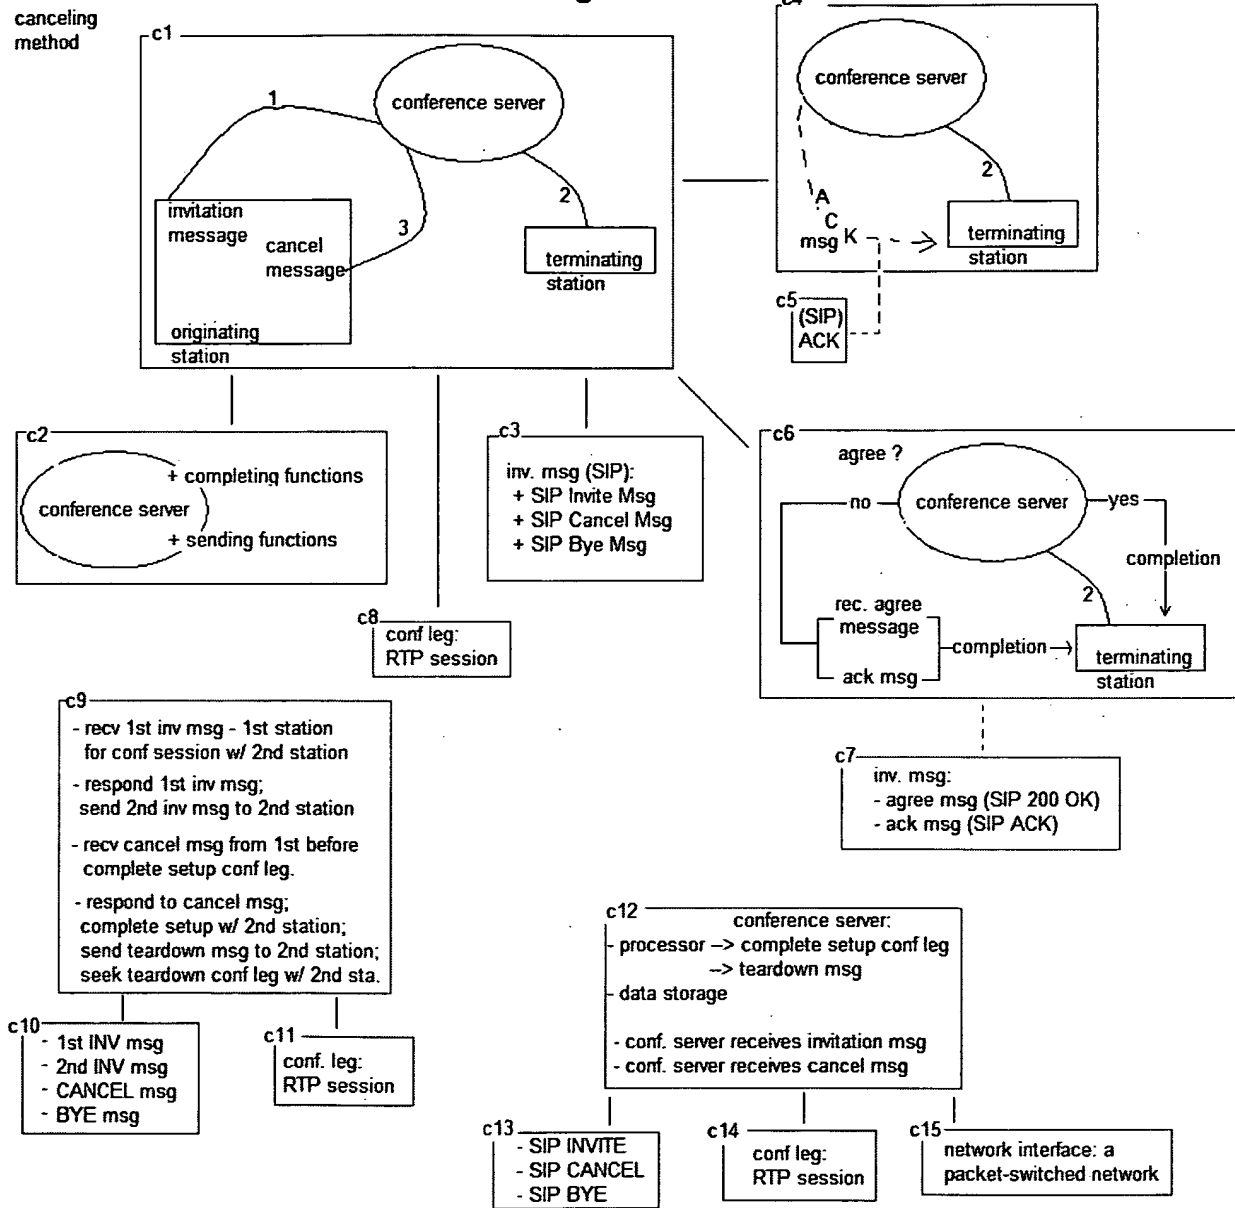 canceling
method
c1
conference server
1
2
3
invitation
message
cancel
message
originating
station
terminating
station
conference server
2
A
C
K
msg
terminating
station
c5
(SIP)
ACK
c2
+ completing functions
conference server
+ sending functions
c3
inv. msg (SIP):
+ SIP Invite Msg
+ SIP Cancel Msg
+ SIP Bye Msg
c6
agree ?
no
conference server
yes
completion
2
rec. agree
message
ack msg
completion
terminating
station
c8
conf leg:
RTP session
c7
inv. msg:
- agree msg (SIP 200 OK)
- ack msg (SIP ACK)
c9
- recv 1st inv msg - 1st station
for conf session w/ 2nd station
- respond 1st inv msg;
send 2nd inv msg to 2nd station
- recv cancel msg from 1st before
complete setup conf leg.
- respond to cancel msg;
complete setup w/ 2nd station;
send teardown msg to 2nd station;
seek teardown conf leg w/ 2nd sta.
c10
- 1st INV msg
- 2nd INV msg
- CANCEL msg
- BYE msg
c11
conf. leg:
RTP session
c12
conference server:
- processor --> complete setup conf leg
--> teardown msg
- data storage
- conf. server receives invitation msg
- conf. server receives cancel msg
c13
- SIP INVITE
- SIP CANCEL
- SIP BYE
c14
conf leg:
RTP session
c15
network interface: a
packet-switched network